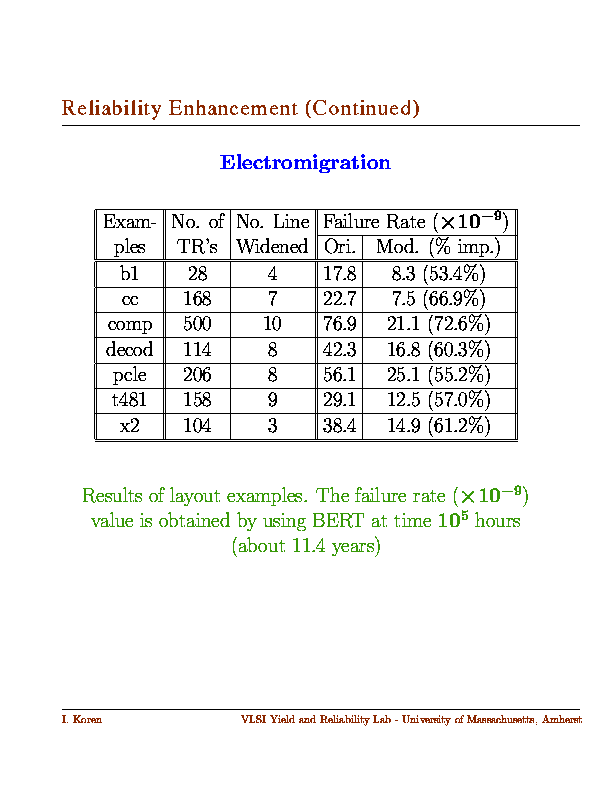 Reliability Enhancement (Continued)
Electromigration
Exam- No. of No. Line Failure Rate (×10⁻⁹)
ples TR's Widened Ori. Mod. (% imp.)
b1 28 4 17.8 8.3 (53.4%)
cc 168 7 22.7 7.5 (66.9%)
comp 500 10 76.9 21.1 (72.6%)
decod 114 8 42.3 16.8 (60.3%)
pcle 206 8 56.1 25.1 (55.2%)
t481 158 9 29.1 12.5 (57.0%)
x2 104 3 38.4 14.9 (61.2%)
Results of layout examples. The failure rate (×10⁻⁹)
value is obtained by using BERT at time 10⁵ hours
(about 11.4 years)
I. Koren VLSI Yield and Reliability Lab - University of Massachusetts, Amherst